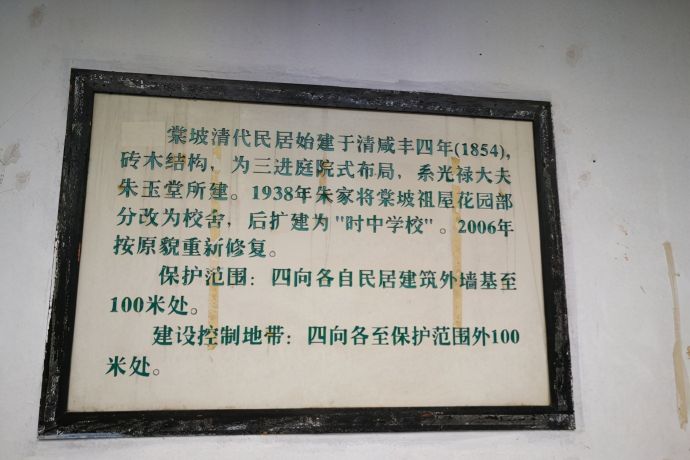 棠坡清代民居始建于清咸丰四年(1854),
砖木结构，为三进庭院式布局，系光禄大夫
朱玉堂所建。1938年朱家将棠坡祖屋花园部
分改为校舍，后扩建为"时中学校"。2006年
按原貌重新修复。
保护范围：四向各自民居建筑外墙基至
100米处。
建设控制地带：四向各至保护范围外100
米处。